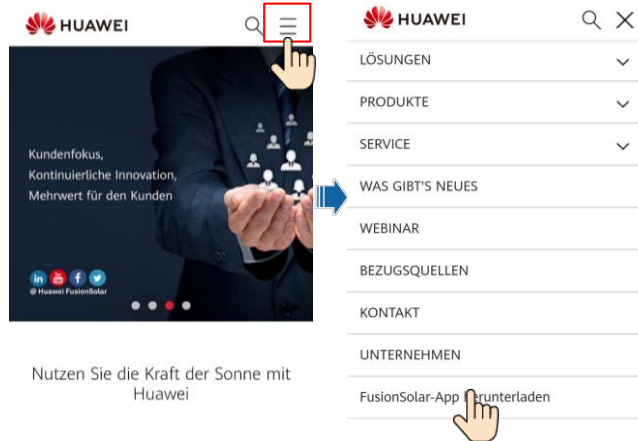 HUAWEI
Kundenfokus,
Kontinuierliche Innovation,
Mehrwert für den Kunden
@ Huawei FusionSolar
Nutzen Sie die Kraft der Sonne mit
Huawei
HUAWEI
LÖSUNGEN
PRODUKTE
SERVICE
WAS GIBT'S NEUES
WEBINAR
BEZUGSQUELLEN
KONTAKT
UNTERNEHMEN
FusionSolar-App herunterladen